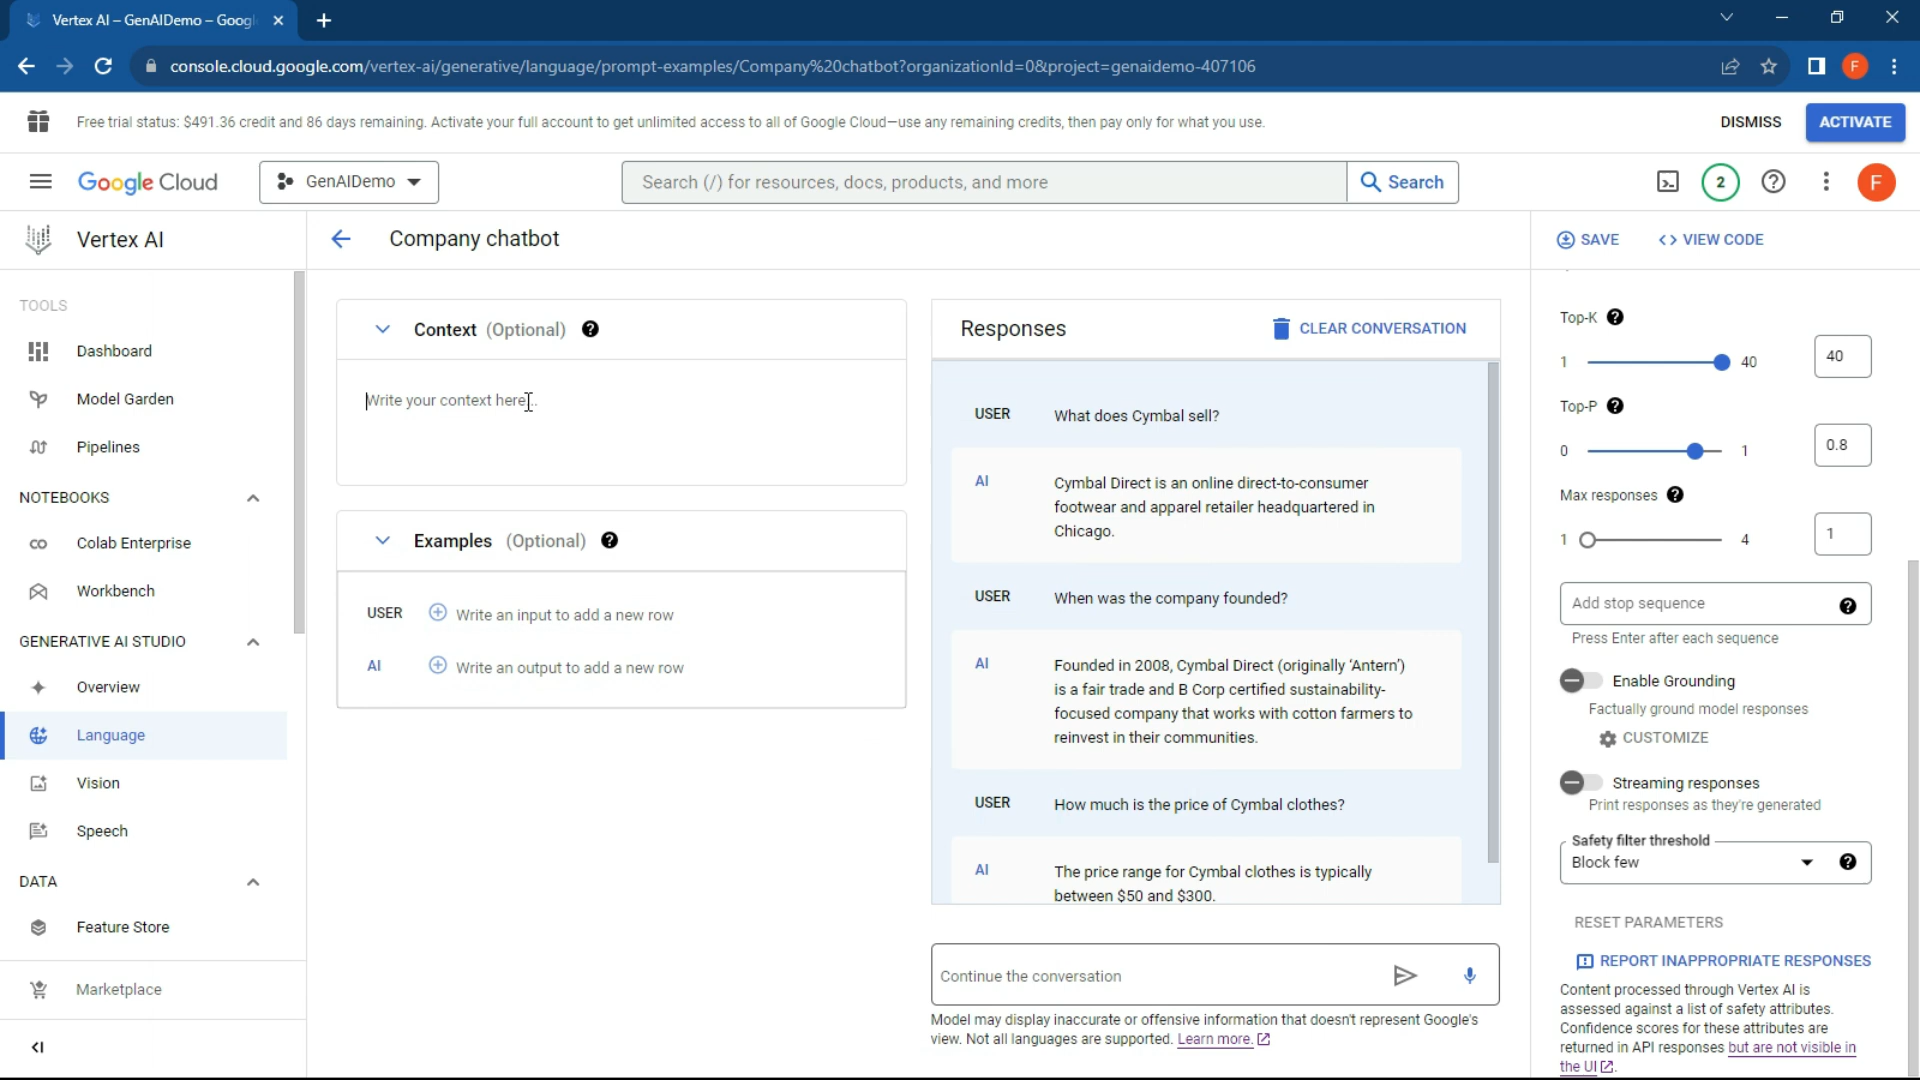 Vertex AI – GenAIDemo – Googl
console.cloud.google.com/vertex-ai/generative/language/prompt-examples/Company%20chatbot?organizationId=0&project=genaidemo-407106
F
Free trial status: $491.36 credit and 86 days remaining. Activate your full account to get unlimited access to all of Google Cloud—use any remaining credits, then pay only for what you use.
DISMISS
ACTIVATE
Google Cloud
GenAIDemo
Search (/) for resources, docs, products, and more
Search
2
F
Vertex AI
Company chatbot
SAVE
VIEW CODE
TOOLS
Dashboard
Model Garden
Pipelines
NOTEBOOKS
Colab Enterprise
Workbench
GENERATIVE AI STUDIO
Overview
Language
Vision
Speech
DATA
Feature Store
Marketplace
Context (Optional)
Write your context here...
Examples (Optional)
USER Write an input to add a new row
AI Write an output to add a new row
Responses
CLEAR CONVERSATION
USER What does Cymbal sell?
AI Cymbal Direct is an online direct-to-consumer
footwear and apparel retailer headquartered in
Chicago.
USER When was the company founded?
AI Founded in 2008, Cymbal Direct (originally ‘Antern’)
is a fair trade and B Corp certified sustainability-
focused company that works with cotton farmers to
reinvest in their communities.
USER How much is the price of Cymbal clothes?
AI The price range for Cymbal clothes is typically
between $50 and $300.
Continue the conversation
Model may display inaccurate or offensive information that doesn't represent Google's
view. Not all languages are supported. Learn more.
Top-K
1 40 40
Top-P
0 1 0.8
Max responses
1 4 1
Add stop sequence
Press Enter after each sequence
Enable Grounding
Factually ground model responses
CUSTOMIZE
Streaming responses
Print responses as they're generated
Safety filter threshold
Block few
RESET PARAMETERS
REPORT INAPPROPRIATE RESPONSES
Content processed through Vertex AI is
assessed against a list of safety attributes.
Confidence scores for these attributes are
returned in API responses but are not visible in
the UI.